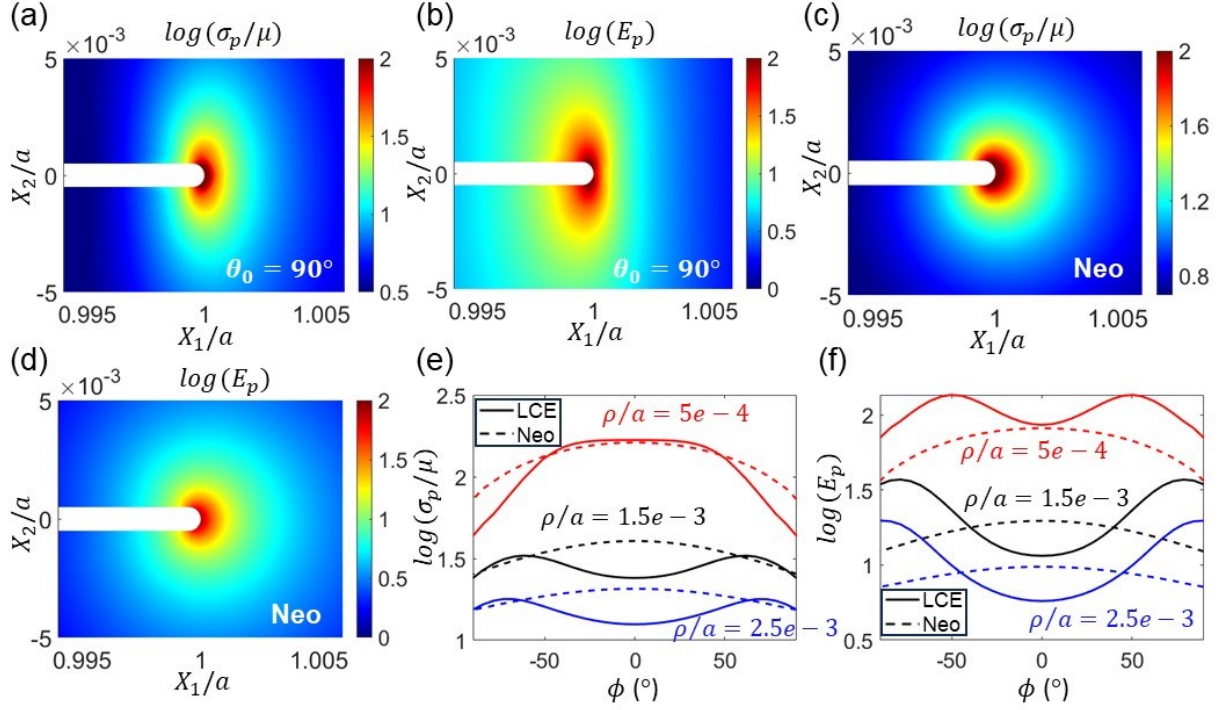 (a)
×10⁻³
log(σₚ/μ)
5
0
-5
X₂/a
0.995
1
1.005
X₁/a
θ₀ = 90°
2
1.5
1
0.5
(b)
×10⁻³
log(Eₚ)
5
0
-5
X₂/a
0.995
1
1.005
X₁/a
θ₀ = 90°
2
1.5
1
0.5
0
(c)
×10⁻³
log(σₚ/μ)
5
0
-5
X₂/a
0.995
1
1.005
X₁/a
Neo
2
1.6
1.2
0.8
(d)
×10⁻³
log(Eₚ)
5
0
-5
X₂/a
0.995
1
1.005
X₁/a
Neo
2
1.5
1
0.5
0
(e)
2.5
2
1.5
1
log(σₚ/μ)
LCE
Neo
ρ/a = 5e − 4
ρ/a = 1.5e − 3
ρ/a = 2.5e − 3
-50
0
50
ϕ (°)
(f)
2
1.5
1
0.5
log(Eₚ)
ρ/a = 5e − 4
ρ/a = 1.5e − 3
LCE
Neo
ρ/a = 2.5e − 3
-50
0
50
ϕ (°)